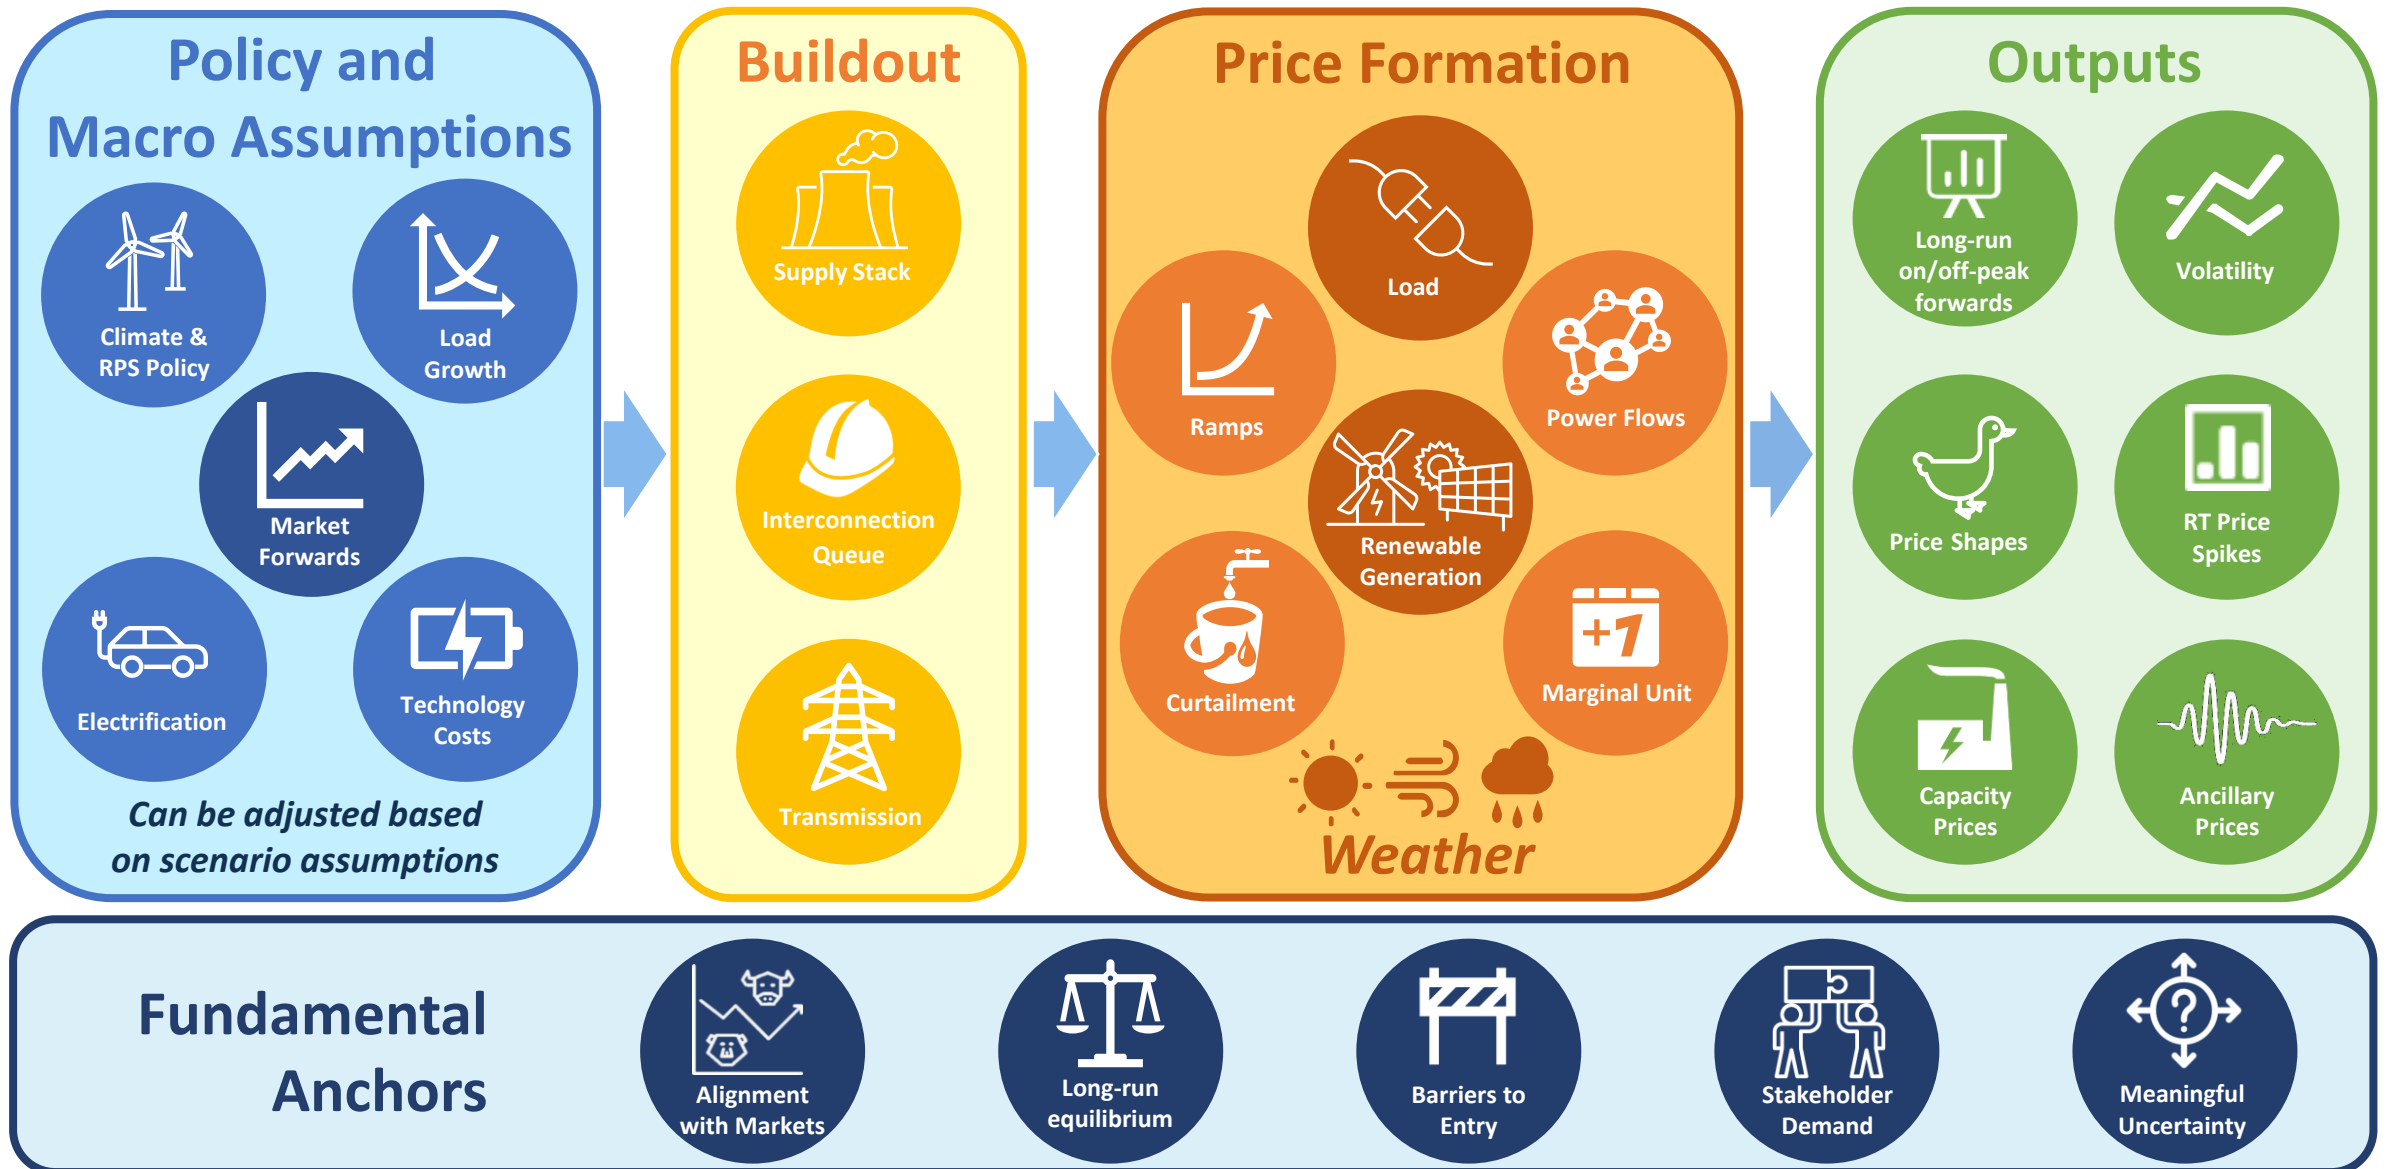 Policy and
Macro Assumptions
Climate &
RPS Policy
Load
Growth
Market
Forwards
Electrification
Technology
Costs
Can be adjusted based
on scenario assumptions
Buildout
Supply Stack
Interconnection
Queue
Transmission
Price Formation
Load
Ramps
Power Flows
Renewable
Generation
Curtailment
+1
Marginal Unit
Weather
Outputs
Long-run
on/off-peak
forwards
Volatility
Price Shapes
RT Price
Spikes
Capacity
Prices
Ancillary
Prices
Fundamental
Anchors
Alignment
with Markets
Long-run
equilibrium
Barriers to
Entry
Stakeholder
Demand
?
Meaningful
Uncertainty